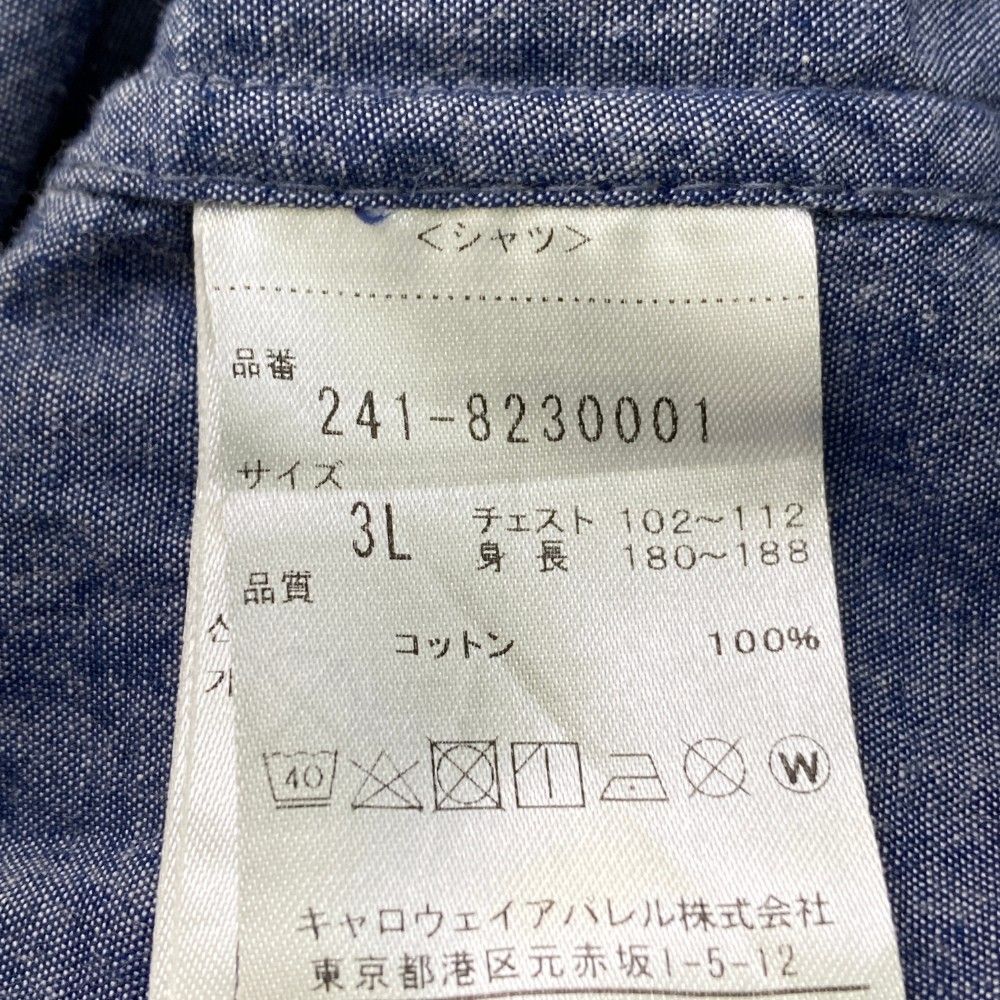 <シャツ>
品番
241-8230001
サイズ
3L チェスト 102~112
身長 180~188
品質
コットン 100%
40
W
キャロウェイアパレル株式会社
東京都港区元赤坂1-5-12